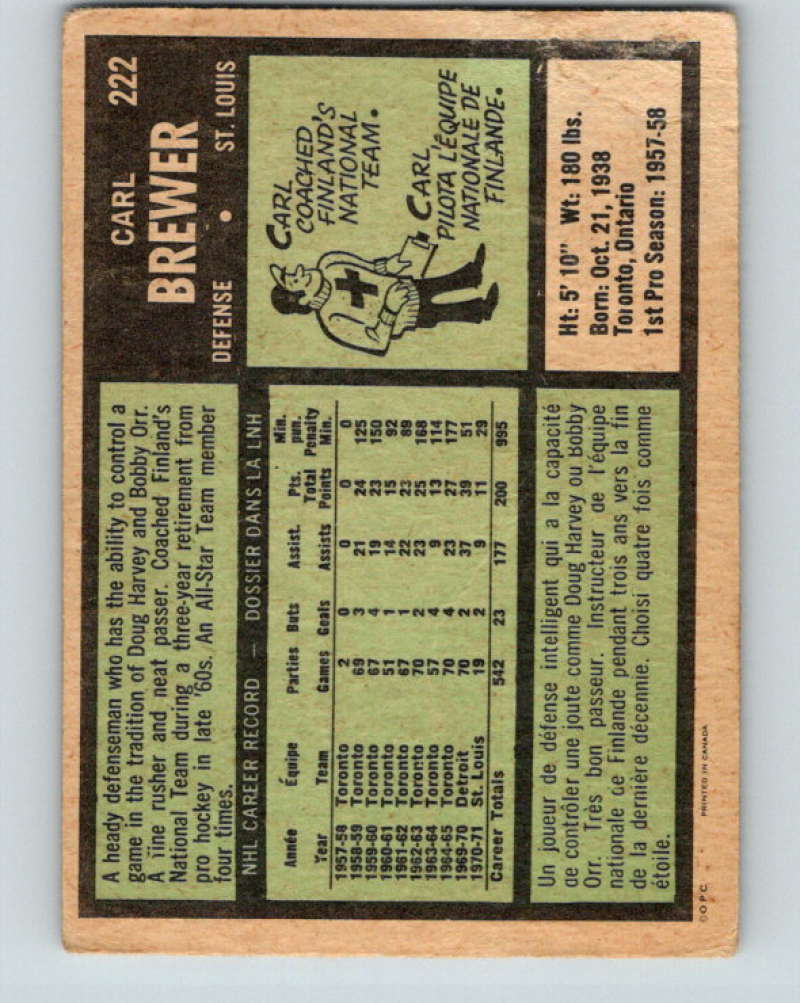 CARL 222
BREWER
DEFENSE • ST. LOUIS
A heady defenseman who has the ability to control a
game in the tradition of Doug Harvey and Bobby Orr.
A fine rusher and neat passer. Coached Finland's
National Team during a three-year retirement from
pro hockey in late '60s. An All-Star Team member
four times.
CARL
COACHED
FINLAND'S
NATIONAL
TEAM.
CARL
PILOTA L'ÉQUIPE
NATIONALE DE
FINLANDE.
NHL CAREER RECORD — DOSSIER DANS LA LNH
Année Équipe Parties Buts Assist. Pts. Min. pun.
Year Team Games Goals Assists Total Points Penalty Min.
1957-58 Toronto 2 0 0 0 0
1958-59 Toronto 69 3 21 24 125
1959-60 Toronto 67 4 19 23 150
1960-61 Toronto 51 1 14 15 92
1961-62 Toronto 67 1 22 23 89
1962-63 Toronto 70 2 23 25 168
1963-64 Toronto 57 4 9 13 114
1964-65 Toronto 70 4 23 27 177
1969-70 Detroit 70 2 37 39 51
1970-71 St. Louis 19 2 9 11 29
Career Totals 542 23 177 200 995
Ht: 5' 10" Wt: 180 lbs.
Born: Oct. 21, 1938
Toronto, Ontario
1st Pro Season: 1957-58
Un joueur de défense intelligent qui a la capacité
de contrôler une joute comme Doug Harvey ou Bobby
Orr. Très bon passeur. Instructeur de l'équipe
nationale de Finlande pendant trois ans vers la fin
de la dernière décennie. Choisi quatre fois comme
étoile.
©OPC PRINTED IN CANADA